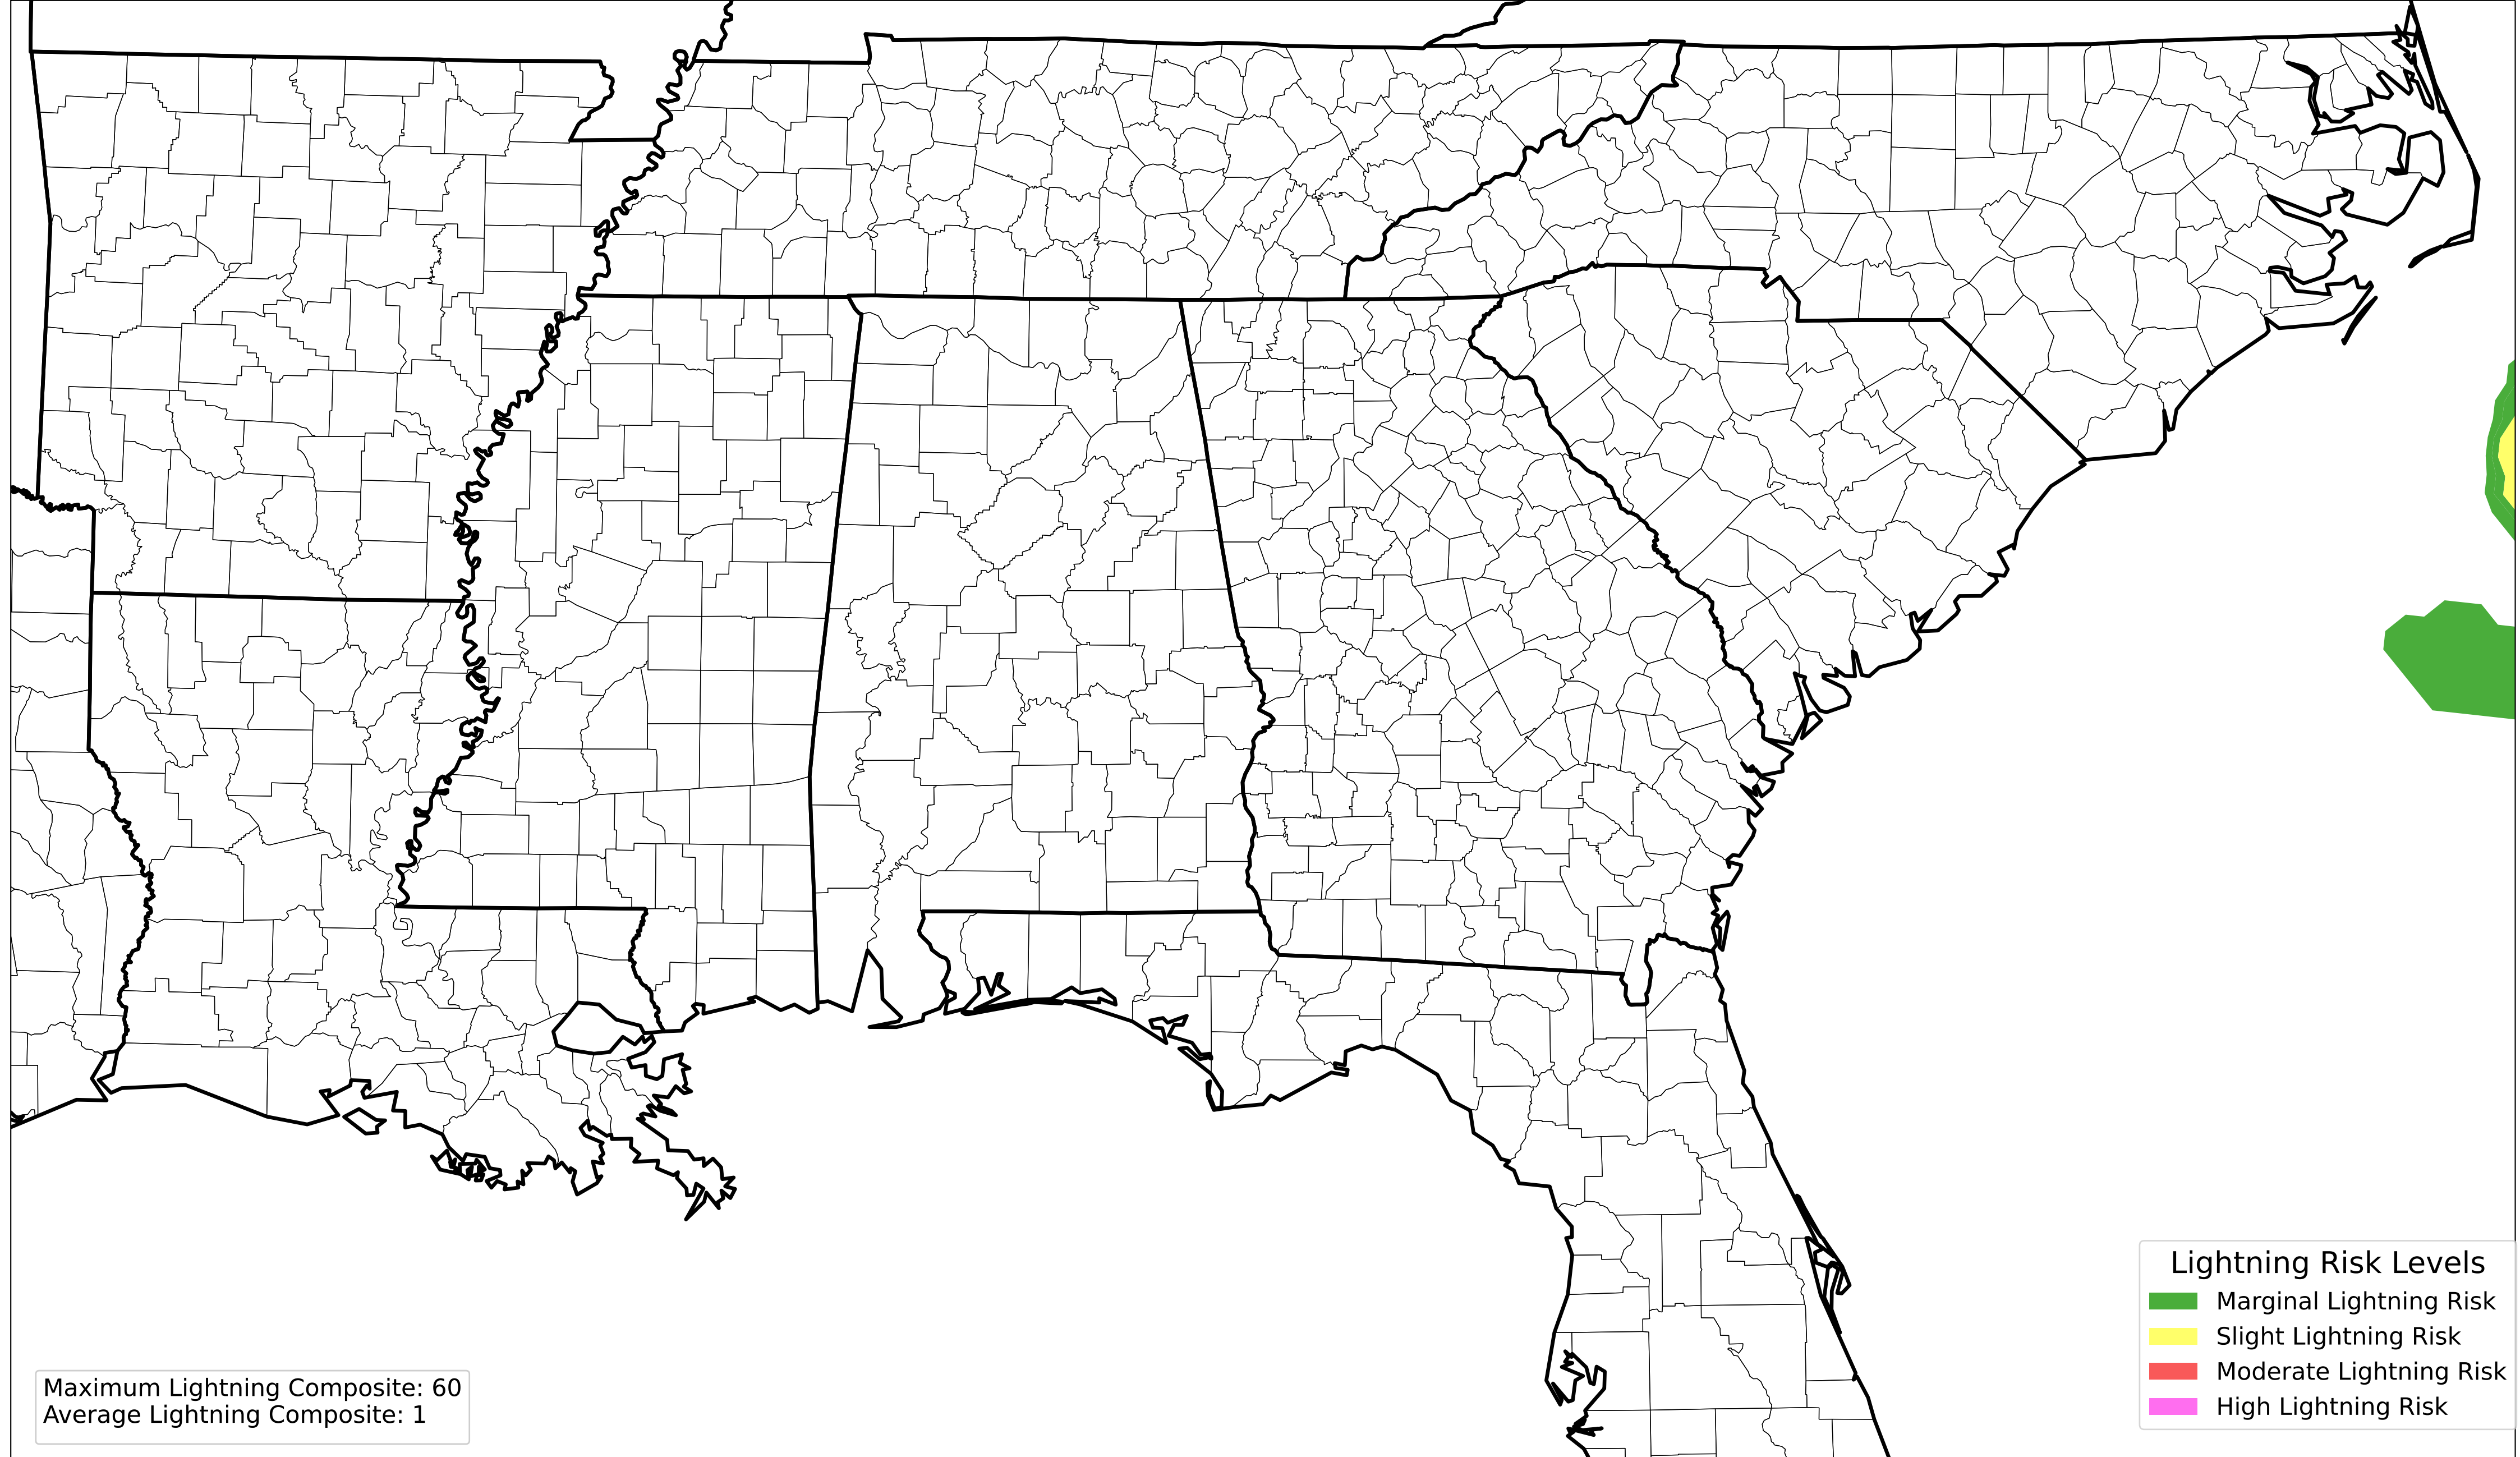 Lightning Risk Levels
Marginal Lightning Risk
Slight Lightning Risk
Moderate Lightning Risk
High Lightning Risk
Maximum Lightning Composite: 60
Average Lightning Composite: 1